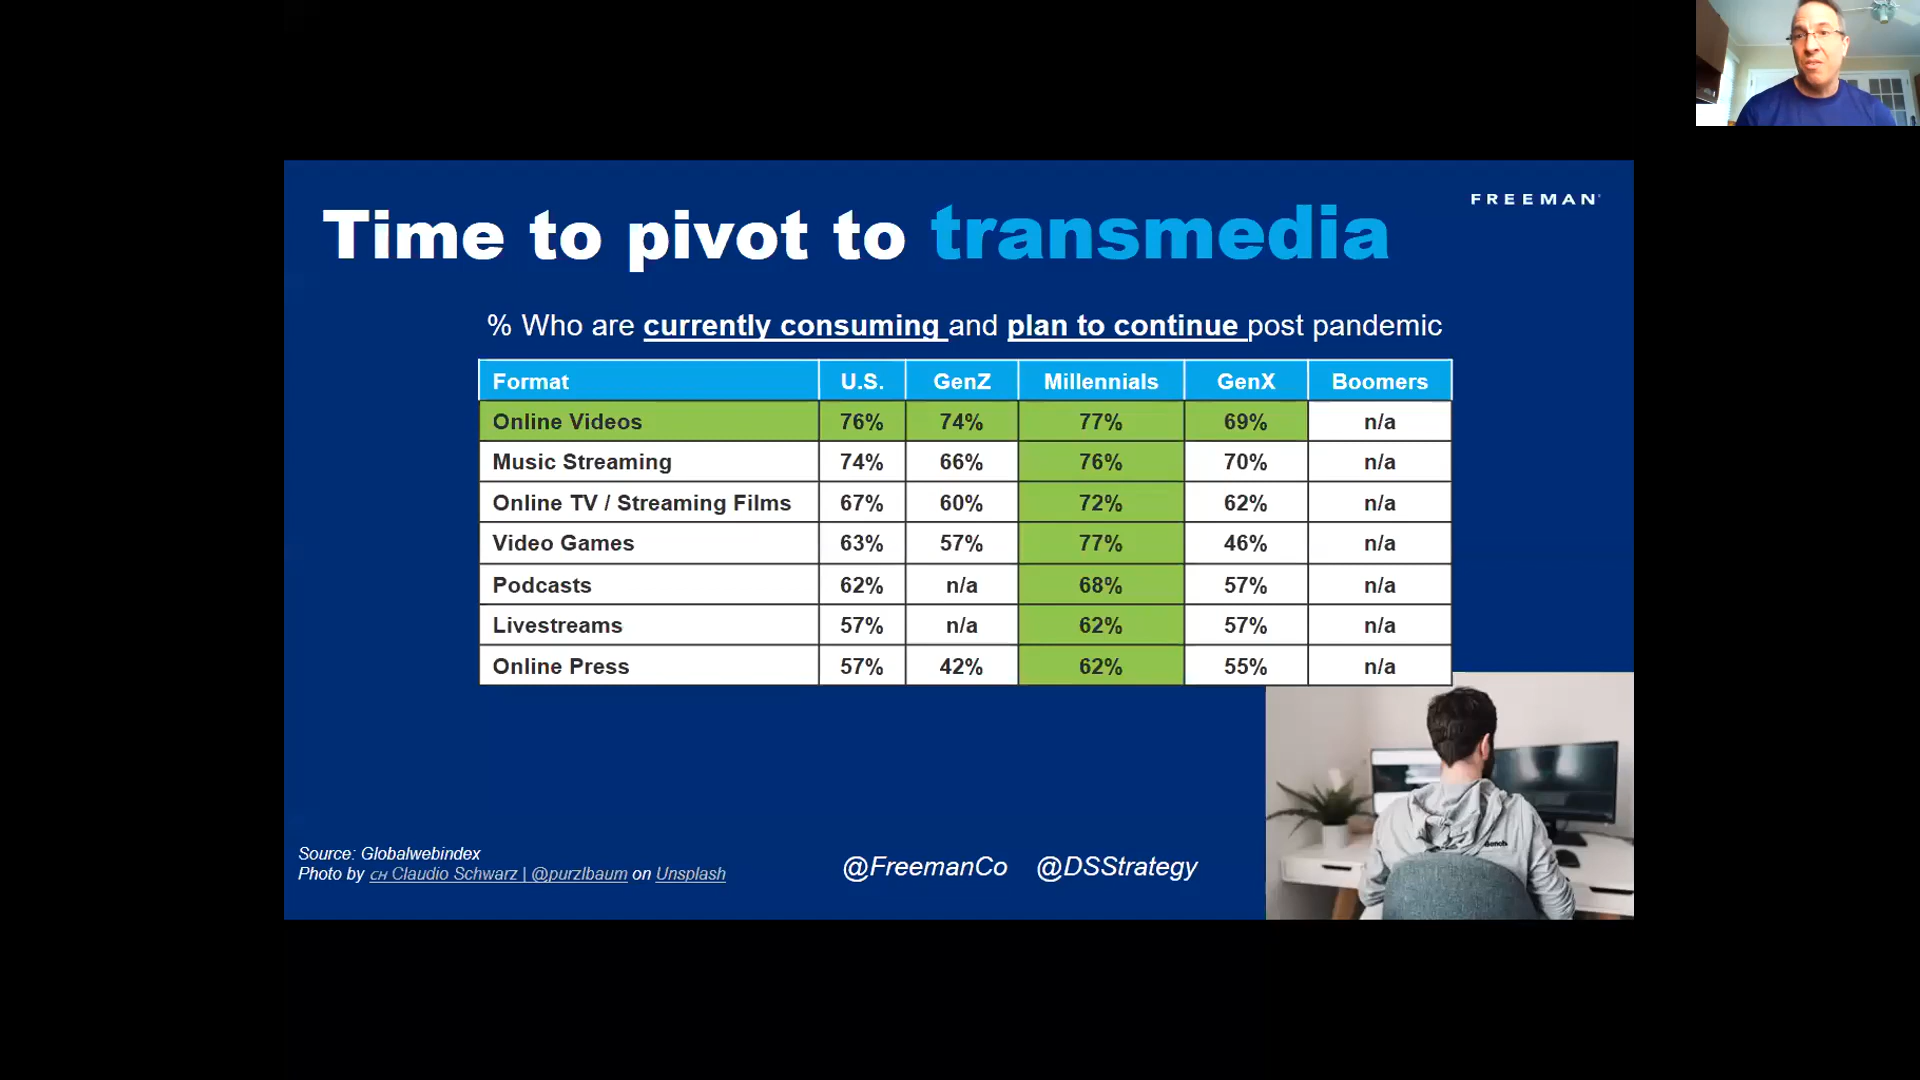 FREEMAN
Time to pivot to transmedia
% Who are currently consuming and plan to continue post pandemic
Format U.S. GenZ Millennials GenX Boomers
Online Videos 76% 74% 77% 69% n/a
Music Streaming 74% 66% 76% 70% n/a
Online TV / Streaming Films 67% 60% 72% 62% n/a
Video Games 63% 57% 77% 46% n/a
Podcasts 62% n/a 68% 57% n/a
Livestreams 57% n/a 62% 57% n/a
Online Press 57% 42% 62% 55% n/a
Source: Globalwebindex
Photo by CH Claudio Schwarz | @purzlbaum on Unsplash
@FreemanCo @DSStrategy